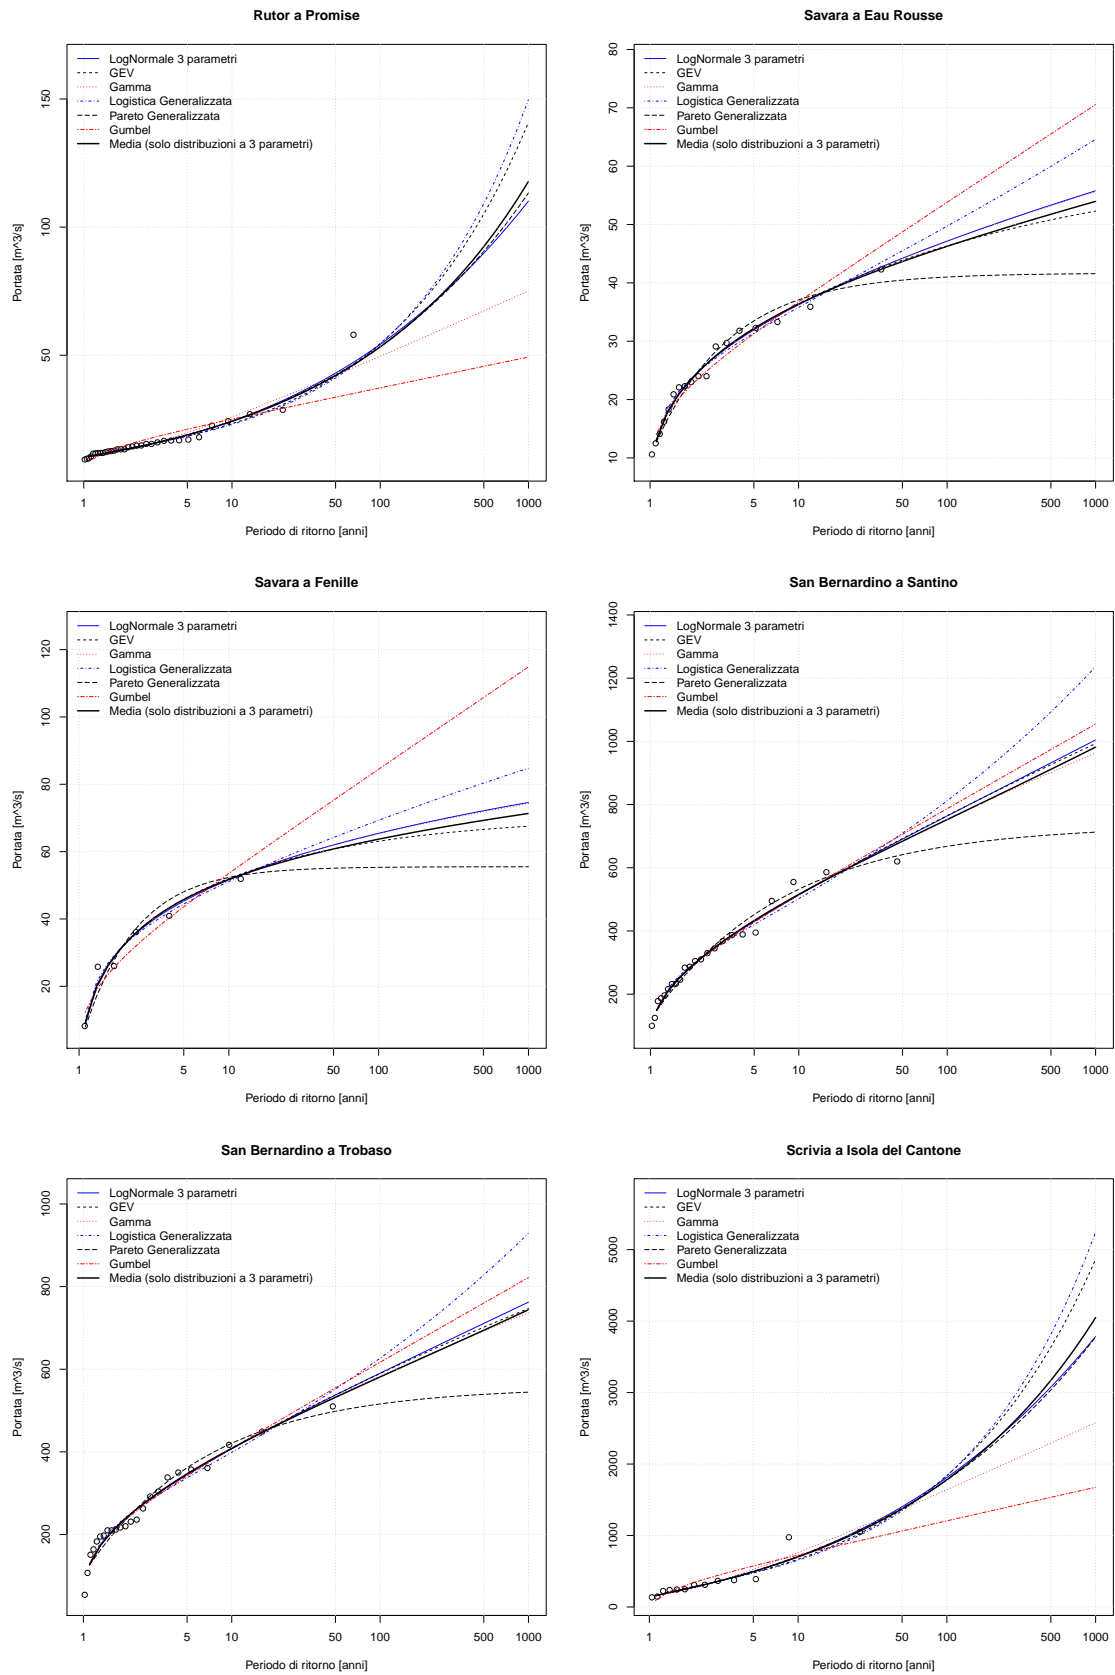 Rutor a Promise
LogNormale 3 parametri
GEV
Gamma
Logistica Generalizzata
Pareto Generalizzata
Gumbel
Media (solo distribuzioni a 3 parametri)
Portata [m^3/s]
50
100
150
1
5
10
50
100
500
1000
Periodo di ritorno [anni]
Savara a Eau Rousse
LogNormale 3 parametri
GEV
Gamma
Logistica Generalizzata
Pareto Generalizzata
Gumbel
Media (solo distribuzioni a 3 parametri)
Portata [m^3/s]
10
20
30
40
50
60
70
80
1
5
10
50
100
500
1000
Periodo di ritorno [anni]
Savara a Fenille
LogNormale 3 parametri
GEV
Gamma
Logistica Generalizzata
Pareto Generalizzata
Gumbel
Media (solo distribuzioni a 3 parametri)
Portata [m^3/s]
20
40
60
80
100
120
1
5
10
50
100
500
1000
Periodo di ritorno [anni]
San Bernardino a Santino
LogNormale 3 parametri
GEV
Gamma
Logistica Generalizzata
Pareto Generalizzata
Gumbel
Media (solo distribuzioni a 3 parametri)
Portata [m^3/s]
200
400
600
800
1000
1200
1400
1
5
10
50
100
500
1000
Periodo di ritorno [anni]
San Bernardino a Trobaso
LogNormale 3 parametri
GEV
Gamma
Logistica Generalizzata
Pareto Generalizzata
Gumbel
Media (solo distribuzioni a 3 parametri)
Portata [m^3/s]
200
400
600
800
1000
1
5
10
50
100
500
1000
Periodo di ritorno [anni]
Scrivia a Isola del Cantone
LogNormale 3 parametri
GEV
Gamma
Logistica Generalizzata
Pareto Generalizzata
Gumbel
Media (solo distribuzioni a 3 parametri)
Portata [m^3/s]
0
1000
2000
3000
4000
5000
1
5
10
50
100
500
1000
Periodo di ritorno [anni]